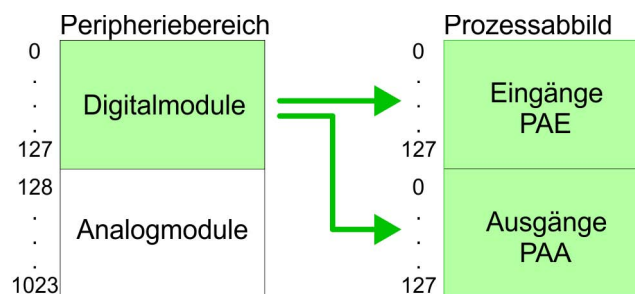 Peripheriebereich
0
.
.
.
127
128
.
.
.
1023
Digitalmodule
Analogmodule
Prozessabbild
0
.
.
.
127
0
.
.
.
127
Eingänge
PAE
Ausgänge
PAA